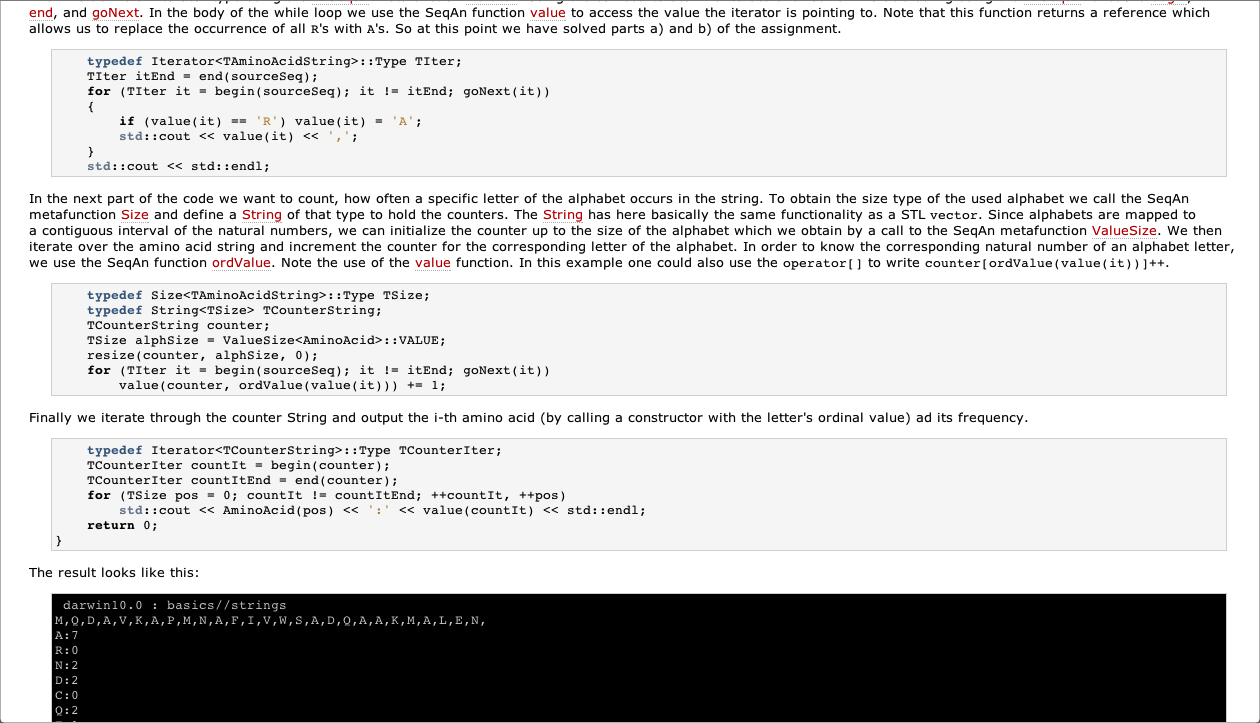 end, and goNext. In the body of the while loop we use the SeqAn function value to access the value the iterator is pointing to. Note that this function returns a reference which
allows us to replace the occurrence of all R's with A's. So at this point we have solved parts a) and b) of the assignment.
typedef Iterator<TAminoAcidString>::Type TIter;
TIter itEnd = end(sourceSeq);
for (TIter it = begin(sourceSeq); it != itEnd; goNext(it))
{
if (value(it) == 'R') value(it) = 'A';
std::cout << value(it) << ',';
}
std::cout << std::endl;
In the next part of the code we want to count, how often a specific letter of the alphabet occurs in the string. To obtain the size type of the used alphabet we call the SeqAn
metafunction Size and define a String of that type to hold the counters. The String has here basically the same functionality as a STL vector. Since alphabets are mapped to
a contiguous interval of the natural numbers, we can initialize the counter up to the size of the alphabet which we obtain by a call to the SeqAn metafunction ValueSize. We then
iterate over the amino acid string and increment the counter for the corresponding letter of the alphabet. In order to know the corresponding natural number of an alphabet letter,
we use the SeqAn function ordValue. Note the use of the value function. In this example one could also use the operator[] to write counter[ordValue(value(it))]++.
typedef Size<TAminoAcidString>::Type TSize;
typedef String<TSize> TCounterString;
TCounterString counter;
TSize alphSize = ValueSize<AminoAcid>::VALUE;
resize(counter, alphSize, 0);
for (TIter it = begin(sourceSeq); it != itEnd; goNext(it))
value(counter, ordValue(value(it))) += 1;
Finally we iterate through the counter String and output the i-th amino acid (by calling a constructor with the letter's ordinal value) ad its frequency.
typedef Iterator<TCounterString>::Type TCounterIter;
TCounterIter countIt = begin(counter);
TCounterIter countItEnd = end(counter);
for (TSize pos = 0; countIt != countItEnd; ++countIt, ++pos)
std::cout << AminoAcid(pos) << ':' << value(countIt) << std::endl;
return 0;
}
The result looks like this:
darwin10.0 : basics//strings
M,Q,D,A,V,K,A,P,M,N,A,F,I,V,W,S,A,D,Q,A,A,K,M,A,L,E,N,
A:7
R:0
N:2
D:2
C:0
Q:2